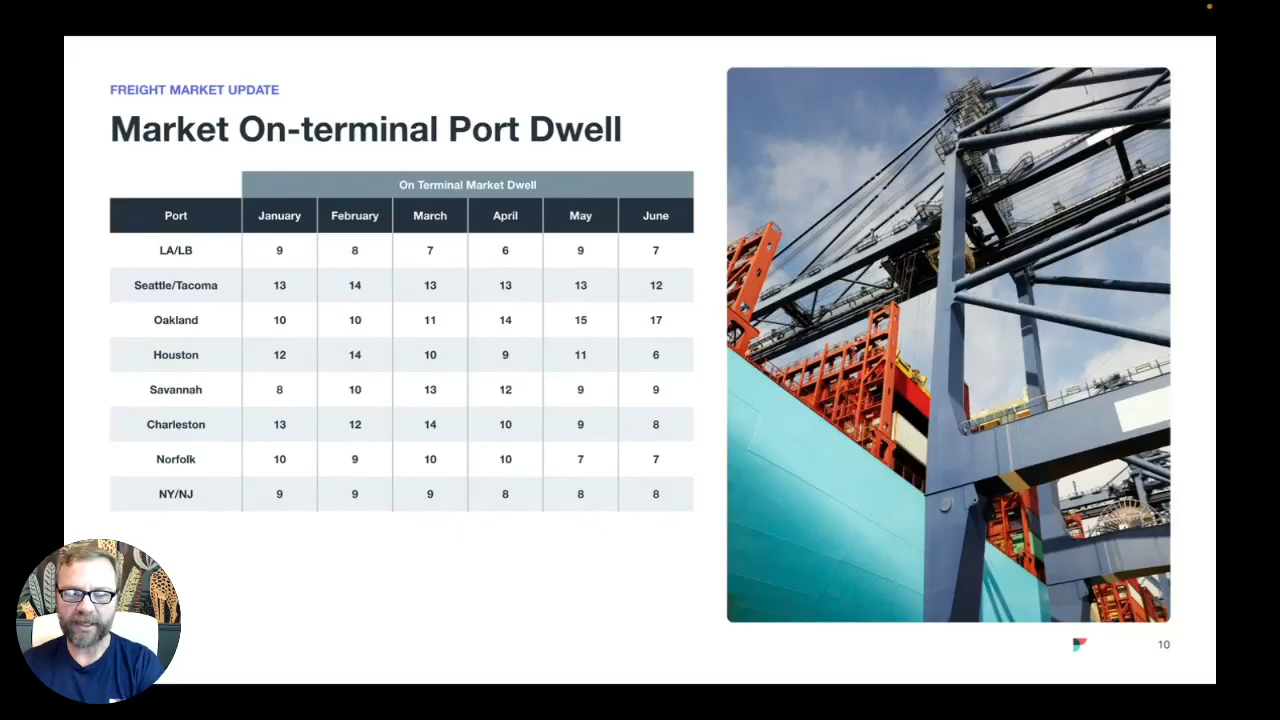 FREIGHT MARKET UPDATE
Market On-terminal Port Dwell
On Terminal Market Dwell
Port January February March April May June
LA/LB 9 8 7 6 9 7
Seattle/Tacoma 13 14 13 13 13 12
Oakland 10 10 11 14 15 17
Houston 12 14 10 9 11 6
Savannah 8 10 13 12 9 9
Charleston 13 12 14 10 9 8
Norfolk 10 9 10 10 7 7
NY/NJ 9 9 9 8 8 8
10